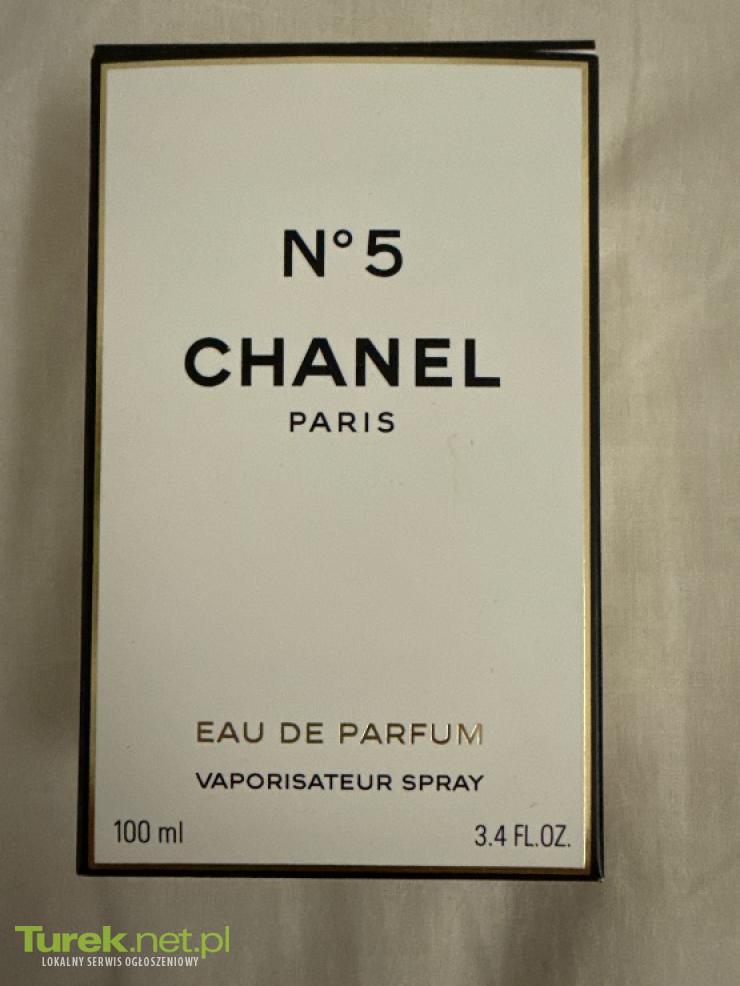 N°5
CHANEL
PARIS
EAU DE PARFUM
VAPORISATEUR SPRAY
100 ml 3.4 FL.OZ.
Turek.net.pl
LOKALNY SERWIS OGŁOSZENIOWY